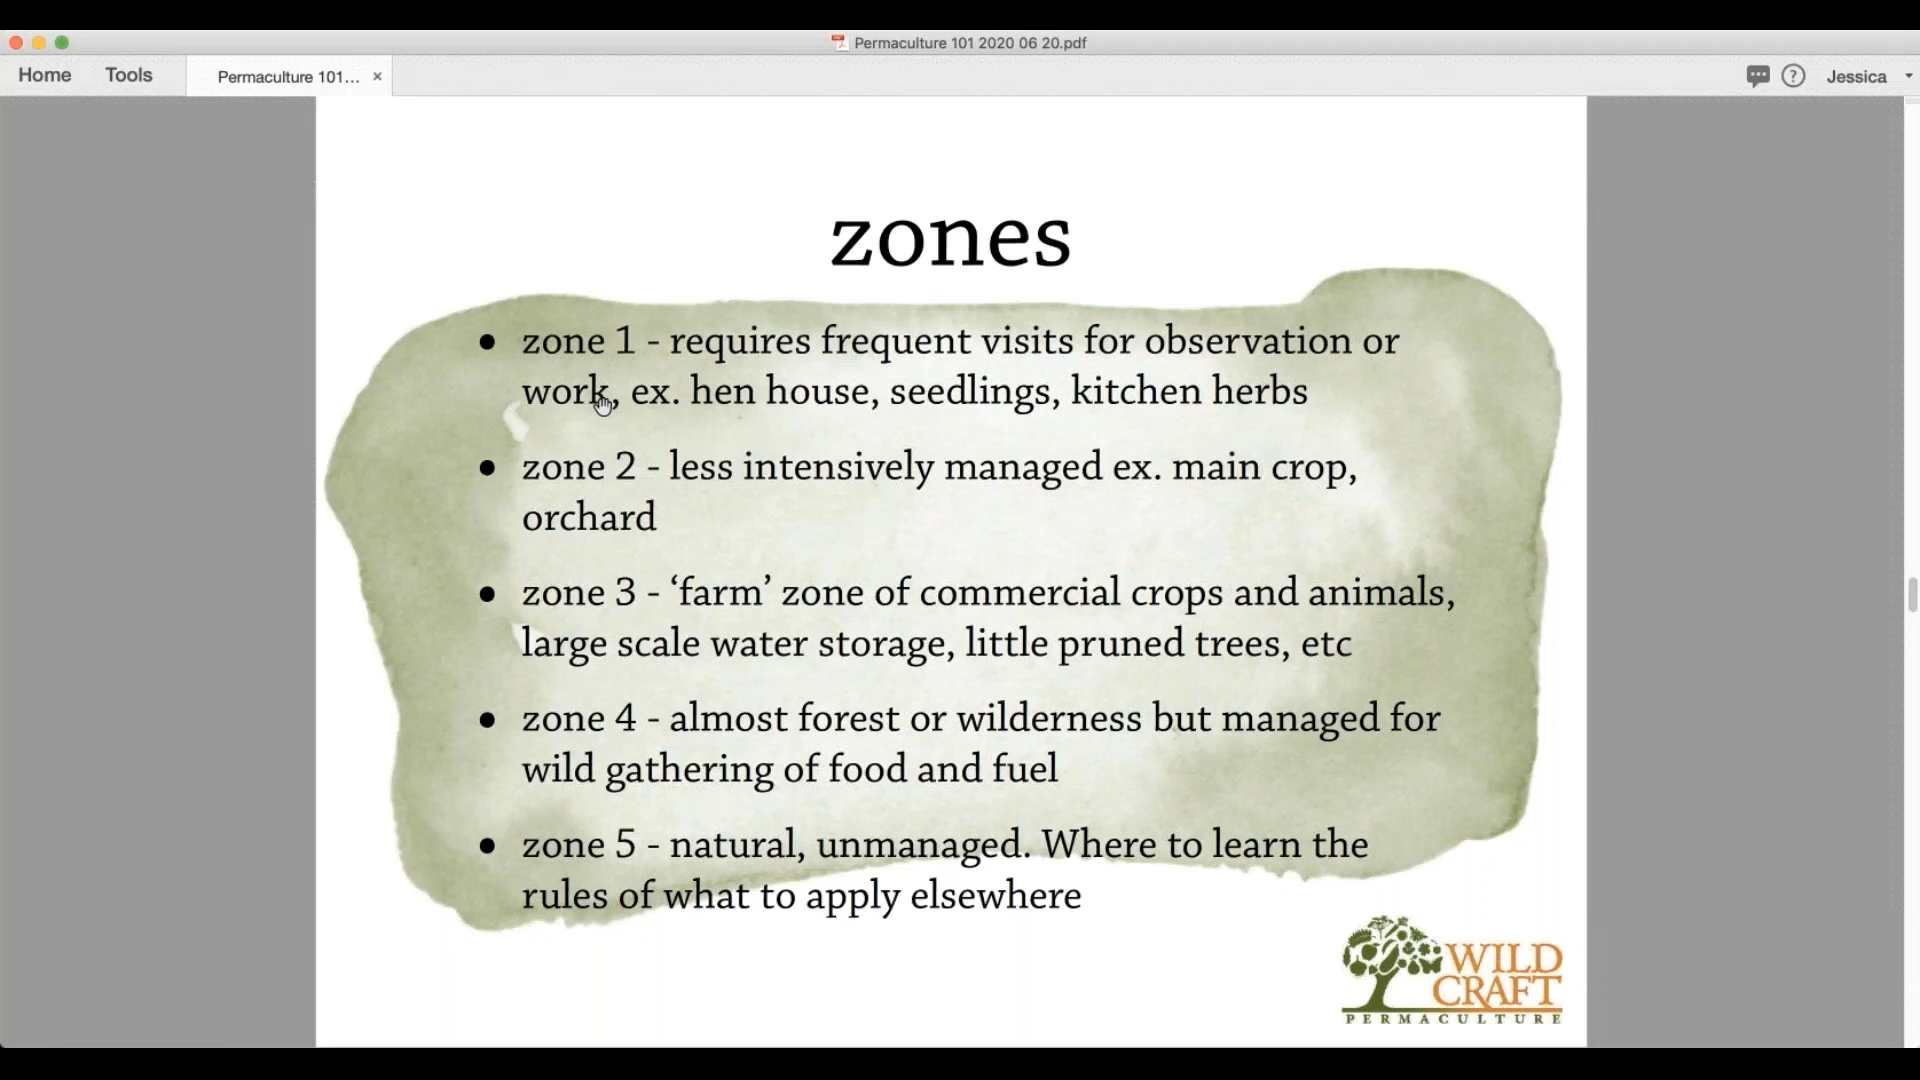 Permaculture 101 2020 06 20.pdf
Home Tools Permaculture 101... × ? Jessica
zones
• zone 1 - requires frequent visits for observation or
work, ex. hen house, seedlings, kitchen herbs
• zone 2 - less intensively managed ex. main crop,
orchard
• zone 3 - ‘farm’ zone of commercial crops and animals,
large scale water storage, little pruned trees, etc
• zone 4 - almost forest or wilderness but managed for
wild gathering of food and fuel
• zone 5 - natural, unmanaged. Where to learn the
rules of what to apply elsewhere
WILD
CRAFT
PERMACULTURE